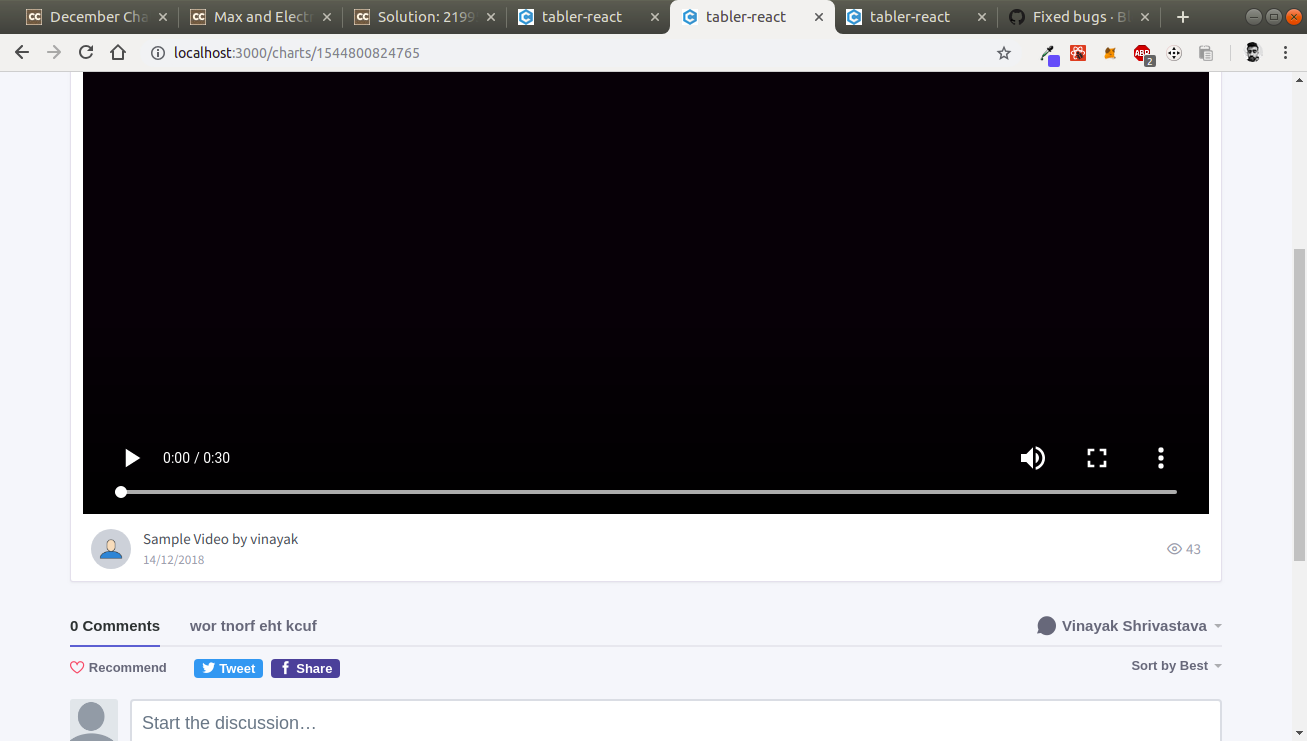 December Cha
Max and Electr
Solution: 2199
tabler-react
tabler-react
tabler-react
Fixed bugs · Bl
localhost:3000/charts/1544800824765
ABP
2
0:00 / 0:30
Sample Video by vinayak
14/12/2018
43
0 Comments
wor tnorf eht kcuf
Vinayak Shrivastava
Recommend
Tweet
Share
Sort by Best
Start the discussion…